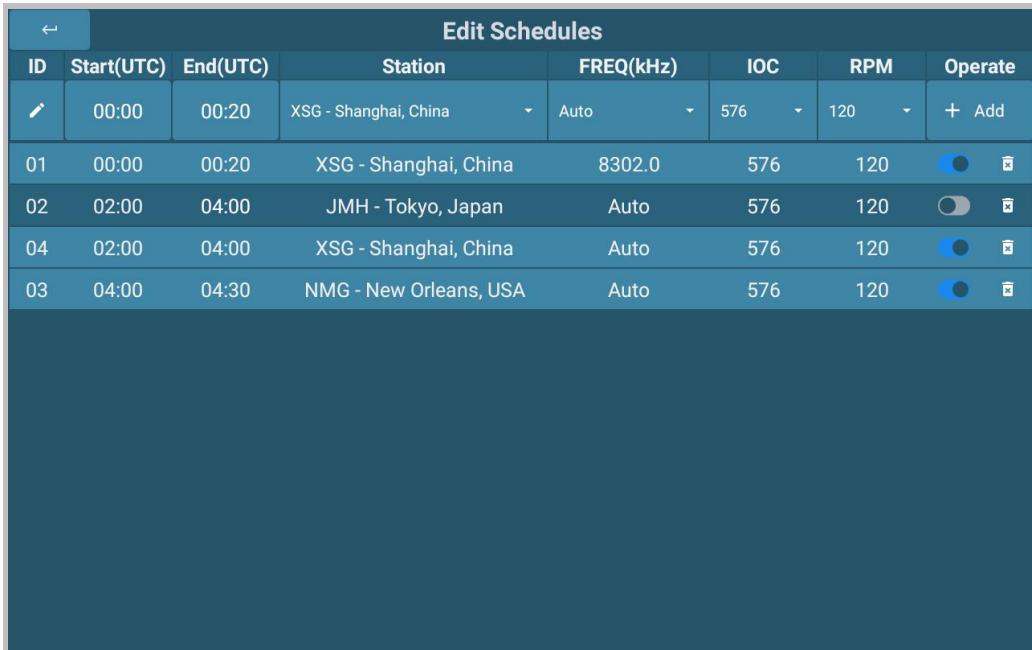 Edit Schedules
ID Start(UTC) End(UTC) Station FREQ(kHz) IOC RPM Operate
00:00 00:20 XSG - Shanghai, China Auto 576 120 + Add
01 00:00 00:20 XSG - Shanghai, China 8302.0 576 120
02 02:00 04:00 JMH - Tokyo, Japan Auto 576 120
04 02:00 04:00 XSG - Shanghai, China Auto 576 120
03 04:00 04:30 NMG - New Orleans, USA Auto 576 120